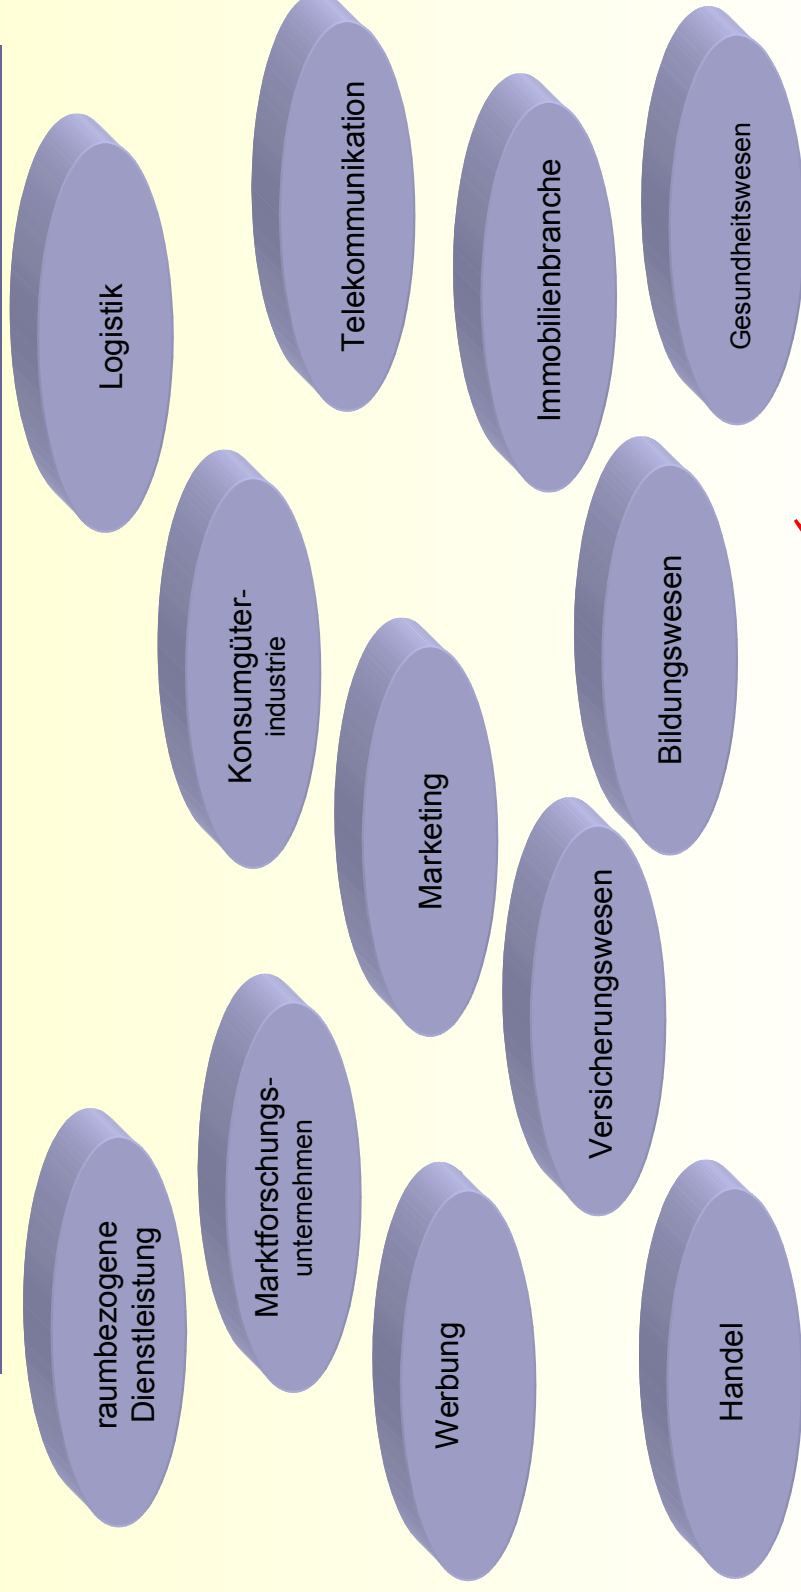 raumbezogene
Dienstleistung
Logistik
Marktforschungs-
unternehmen
Konsumgüter-
industrie
Telekommunikation
Werbung
Marketing
Immobilienbranche
Versicherungswesen
Bildungswesen
Handel
Gesundheitswesen